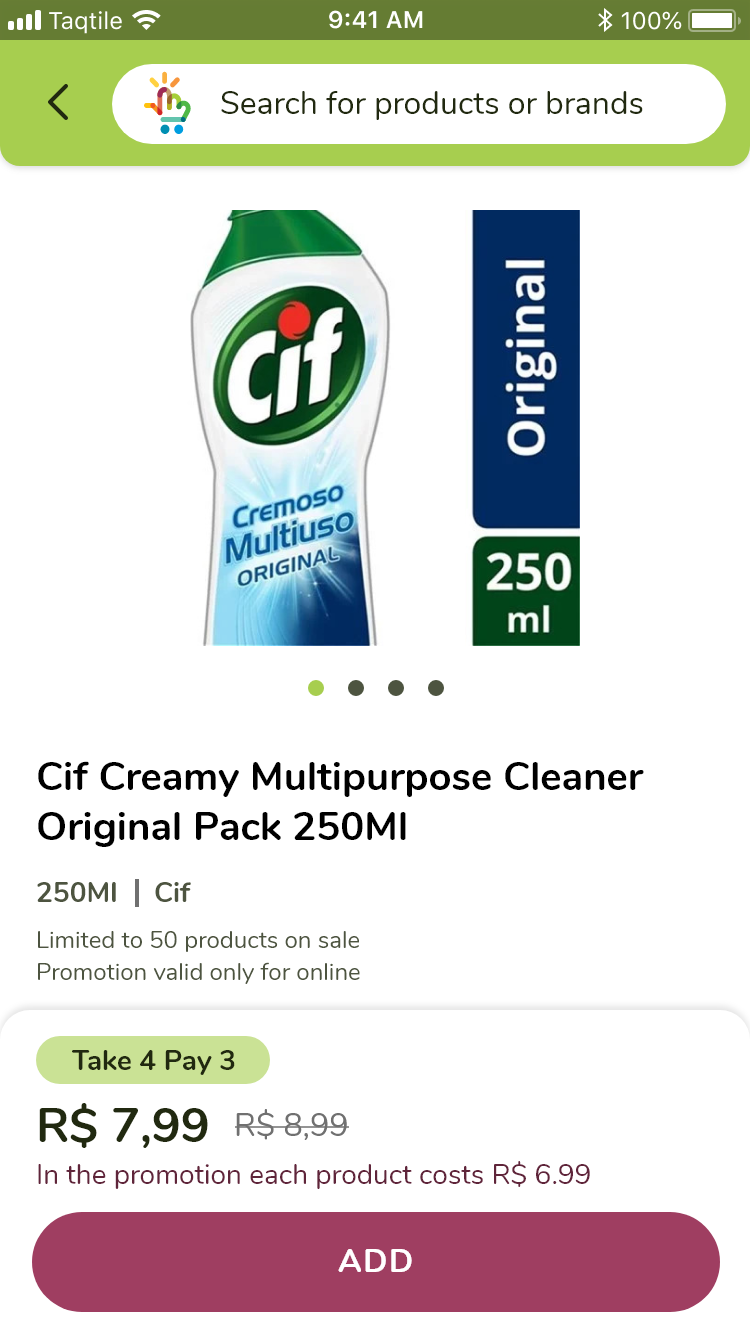 Taqtile 9:41 AM 100%
Search for products or brands
Cif
Cremoso
Multiuso
ORIGINAL
Original
250
ml
Cif Creamy Multipurpose Cleaner
Original Pack 250Ml
250Ml | Cif
Limited to 50 products on sale
Promotion valid only for online
Take 4 Pay 3
R$ 7,99 R$ 8,99
In the promotion each product costs R$ 6.99
ADD